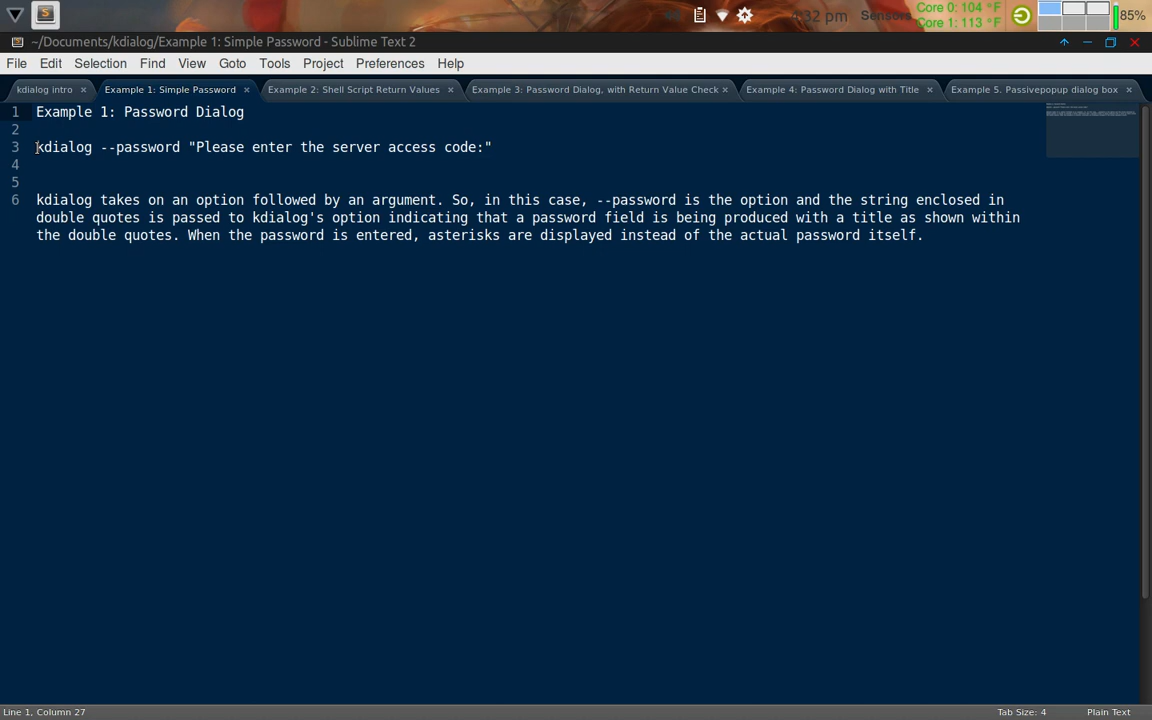 4:32 pm
Sensors
Core 0: 104 °F
Core 1: 113 °F
85%
~/Documents/kdialog/Example 1: Simple Password - Sublime Text 2
File Edit Selection Find View Goto Tools Project Preferences Help
kdialog intro × Example 1: Simple Password × Example 2: Shell Script Return Values × Example 3: Password Dialog, with Return Value Check × Example 4: Password Dialog with Title × Example 5. Passivepopup dialog box ×
1 Example 1: Password Dialog
2
3 kdialog --password "Please enter the server access code:"
4
5
6 kdialog takes on an option followed by an argument. So, in this case, --password is the option and the string enclosed in
double quotes is passed to kdialog's option indicating that a password field is being produced with a title as shown within
the double quotes. When the password is entered, asterisks are displayed instead of the actual password itself.
Line 1, Column 27 Tab Size: 4 Plain Text